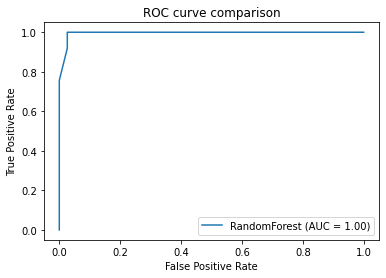 ROC curve comparison
1.0
0.8
0.6
0.4
0.2
0.0
True Positive Rate
RandomForest (AUC = 1.00)
0.0 0.2 0.4 0.6 0.8 1.0
False Positive Rate